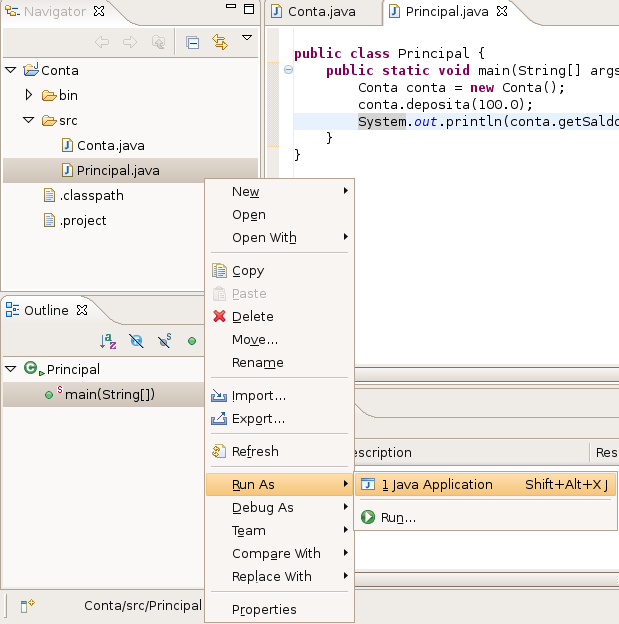 Navigator
Conta
bin
src
Conta.java
Principal.java
.classpath
.project
Conta.java
Principal.java
public class Principal {
public static void main(String[] args
Conta conta = new Conta();
conta.deposita(100.0);
System.out.println(conta.getSaldo
}
}
Outline
Principal
main(String[])
New
Open
Open With
Copy
Paste
Delete
Move...
Rename
Import...
Export...
Refresh
Run As
Debug As
Team
Compare With
Replace With
Properties
escription
Res
1 Java Application Shift+Alt+X J
Run...
Conta/src/Principal